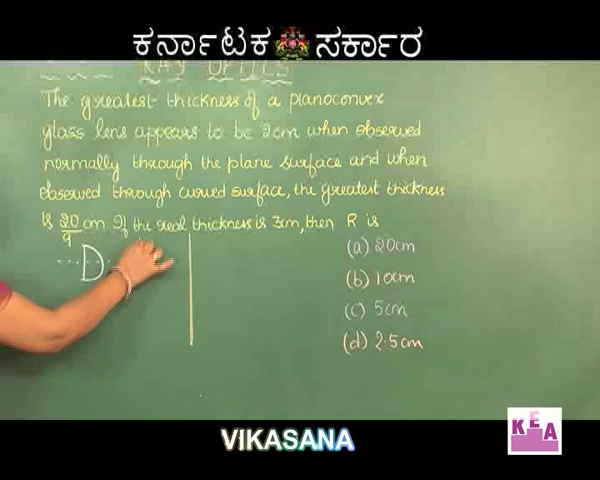 ಕರ್ನಾಟಕ ಸರ್ಕಾರ
RAY OPTICS
The greatest thickness of a planoconvex
glass lens appears to be 2cm when observed
normally through the plane surface and when
observed through curved surface, the greatest thickness
is 20/9 cm. If the real thickness is 3cm, then R is
(a) 20cm
(b) 10cm
(c) 5cm
(d) 2.5cm
KEA
VIKASANA